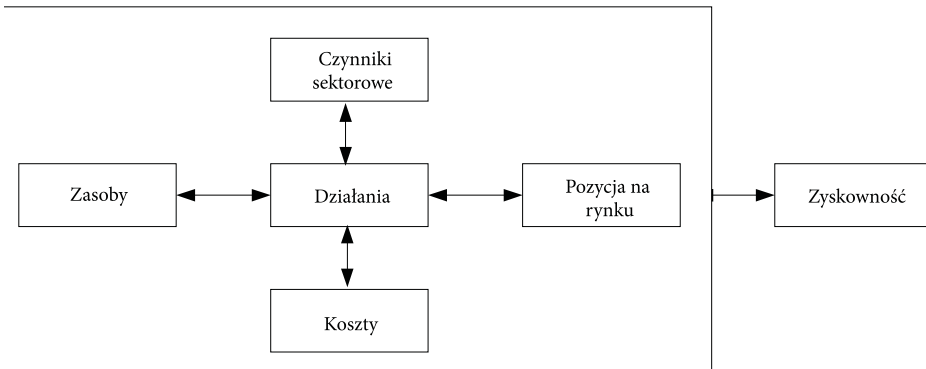 Czynniki
sektorowe
Zasoby
Działania
Pozycja na
rynku
Zyskowność
Koszty